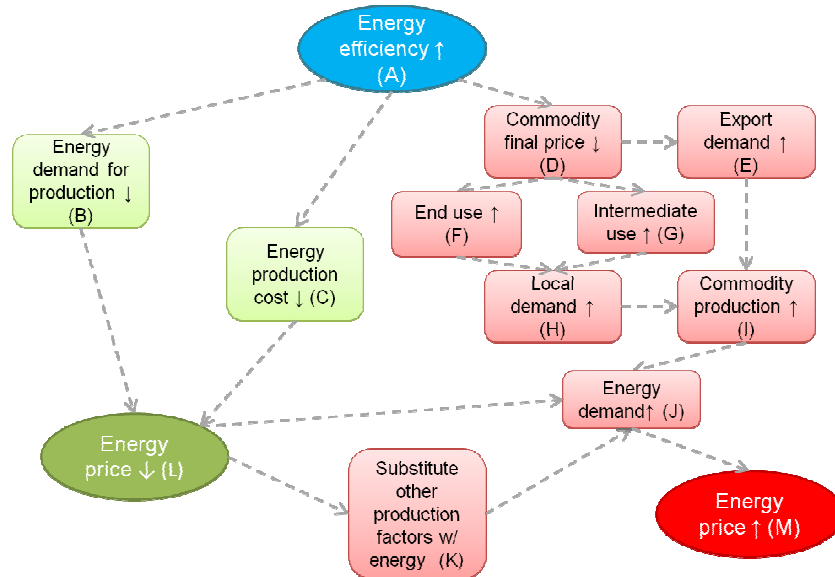 Energy
efficiency ↑
(A)
Energy
demand for
production ↓
(B)
Energy
production
cost ↓ (C)
Commodity
final price ↓
(D)
Export
demand ↑
(E)
End use ↑
(F)
Intermediate
use ↑ (G)
Local
demand ↑
(H)
Commodity
production ↑
(I)
Energy
demand↑ (J)
Energy
price ↓ (L)
Substitute
other
production
factors w/
energy (K)
Energy
price ↑ (M)